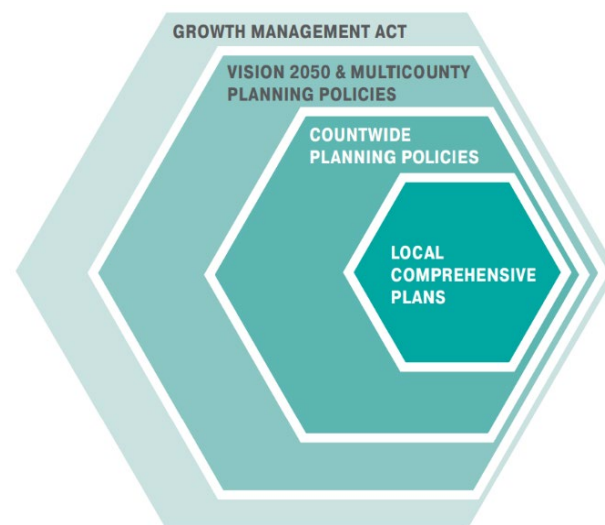 GROWTH MANAGEMENT ACT
VISION 2050 & MULTICOUNTY
PLANNING POLICIES
COUNTWIDE
PLANNING POLICIES
LOCAL
COMPREHENSIVE
PLANS